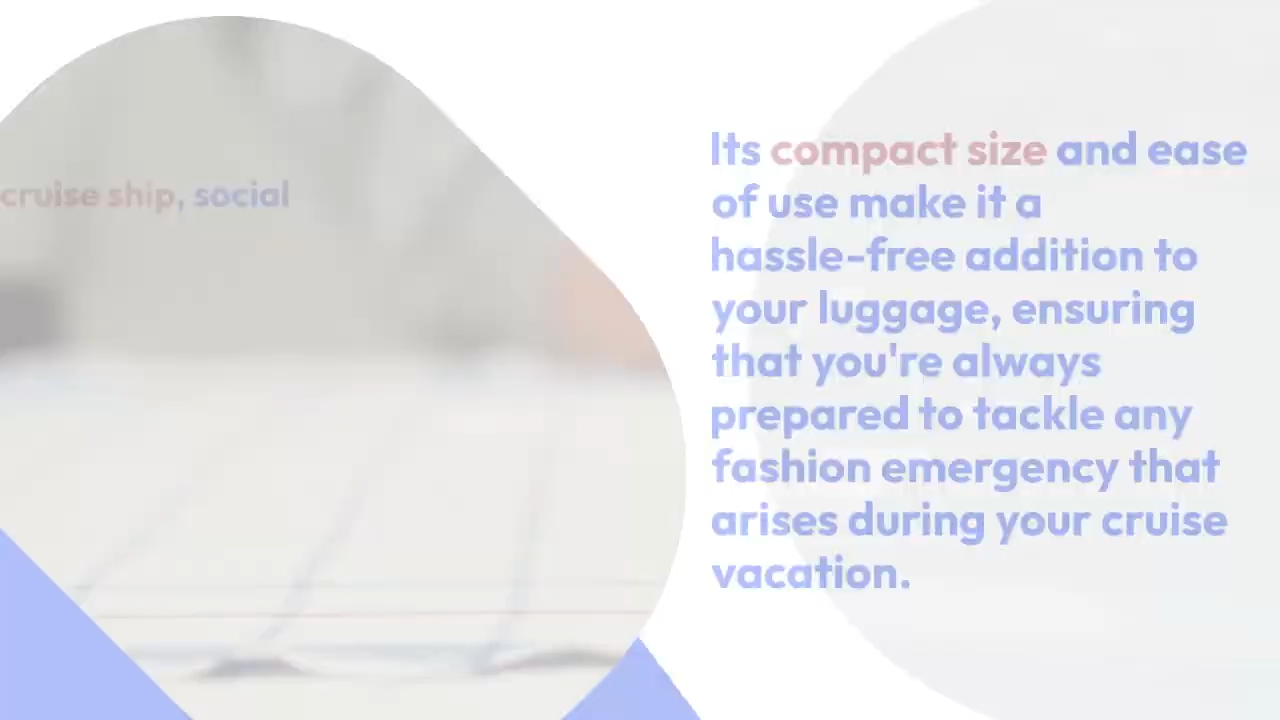 cruise ship, social
Its compact size and ease
of use make it a
hassle-free addition to
your luggage, ensuring
that you're always
prepared to tackle any
fashion emergency that
arises during your cruise
vacation.